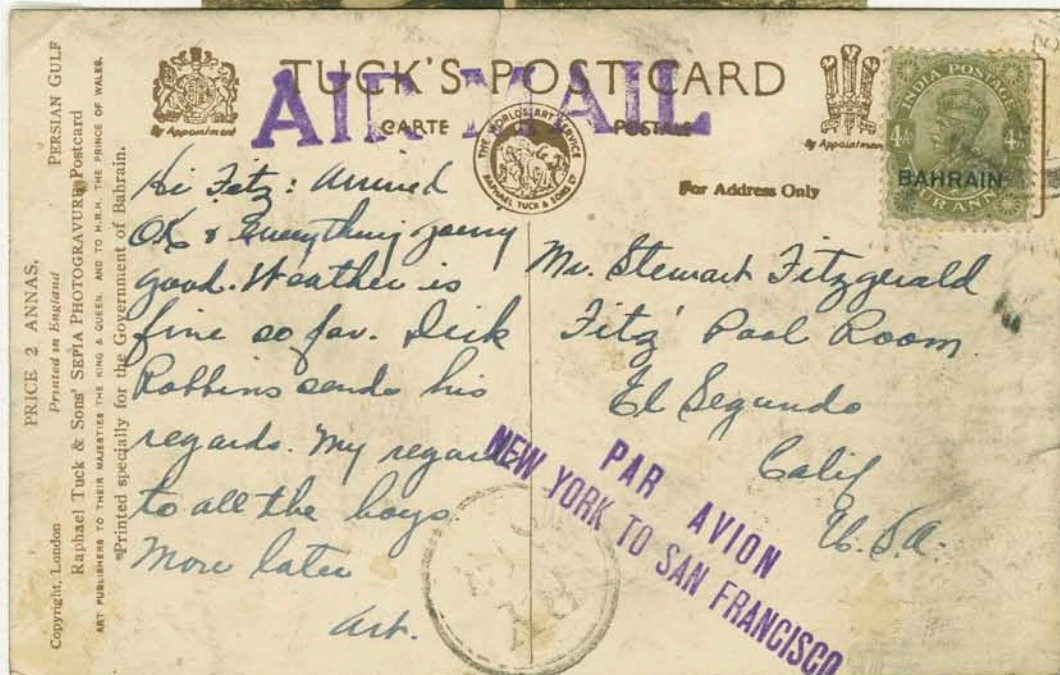 TUCK'S POST CARD
AIR MAIL
CARTE POSTALE
By Appointment
By Appointment
THE WORLD'S ART SERVICE
RAPHAEL TUCK & SONS LTD
For Address Only
INDIA POSTAGE
4As 4As
BAHRAIN
FOUR ANNAS
PRICE 2 ANNAS.
Printed in England
Copyright, London PERSIAN GULF
Raphael Tuck & Sons' SEPIA PHOTOGRAVURE Postcard
ART PUBLISHERS TO THEIR MAJESTIES THE KING & QUEEN, AND TO H.R.H. THE PRINCE OF WALES.
Printed specially for the Government of Bahrain.
Hi Fitz: Arrived
OK & Everything going
good. Weather is
fine so far. Dick
Robbins sends his
regards. My regards
to all the boys.
More later
Art.
Mr. Stewart Fitzgerald
Fitz' Pool Room
El Segundo
Calif
U.S.A.
PAR AVION
NEW YORK TO SAN FRANCISCO